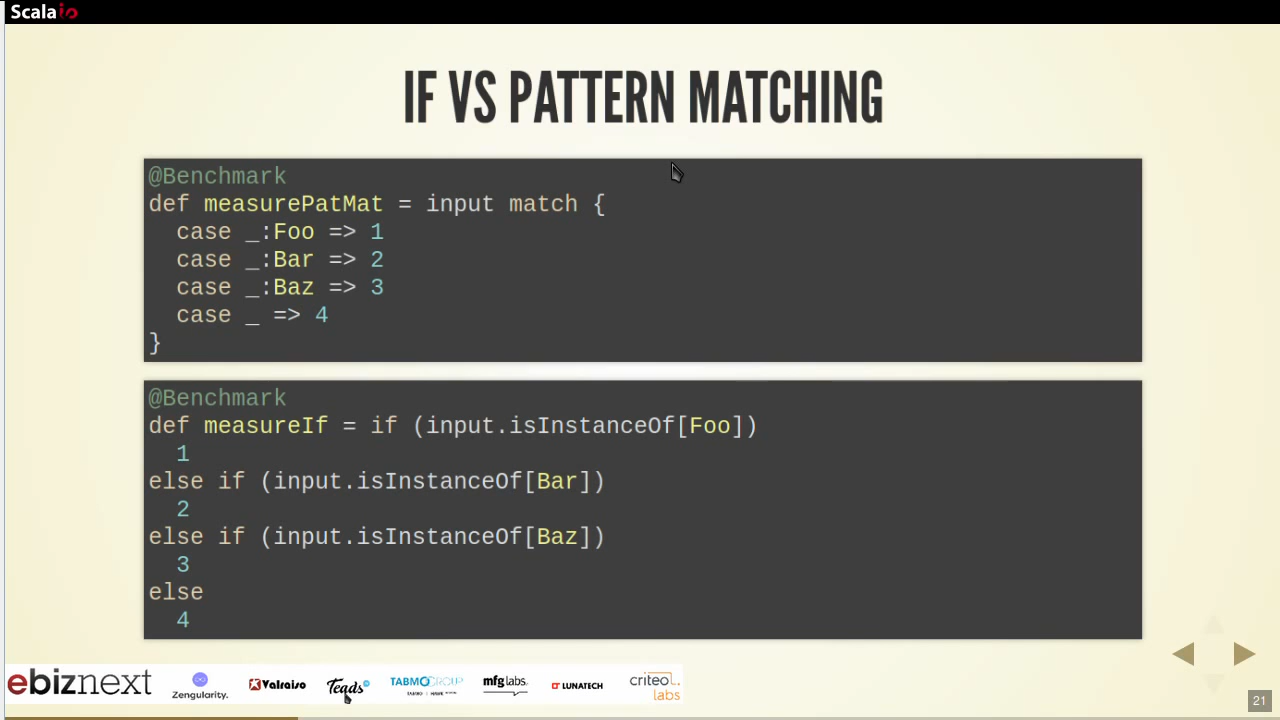 Scalaio
IF VS PATTERN MATCHING
@Benchmark
def measurePatMat = input match {
  case _:Foo => 1
  case _:Bar => 2
  case _:Baz => 3
  case _ => 4
}
@Benchmark
def measureIf = if (input.isInstanceOf[Foo])
  1
else if (input.isInstanceOf[Bar])
  2
else if (input.isInstanceOf[Baz])
  3
else
  4
ebiznext
Zengularity.
Valraiso
Teads
TABMOGROUP
mfg labs.
LUNATECH
criteo labs
21